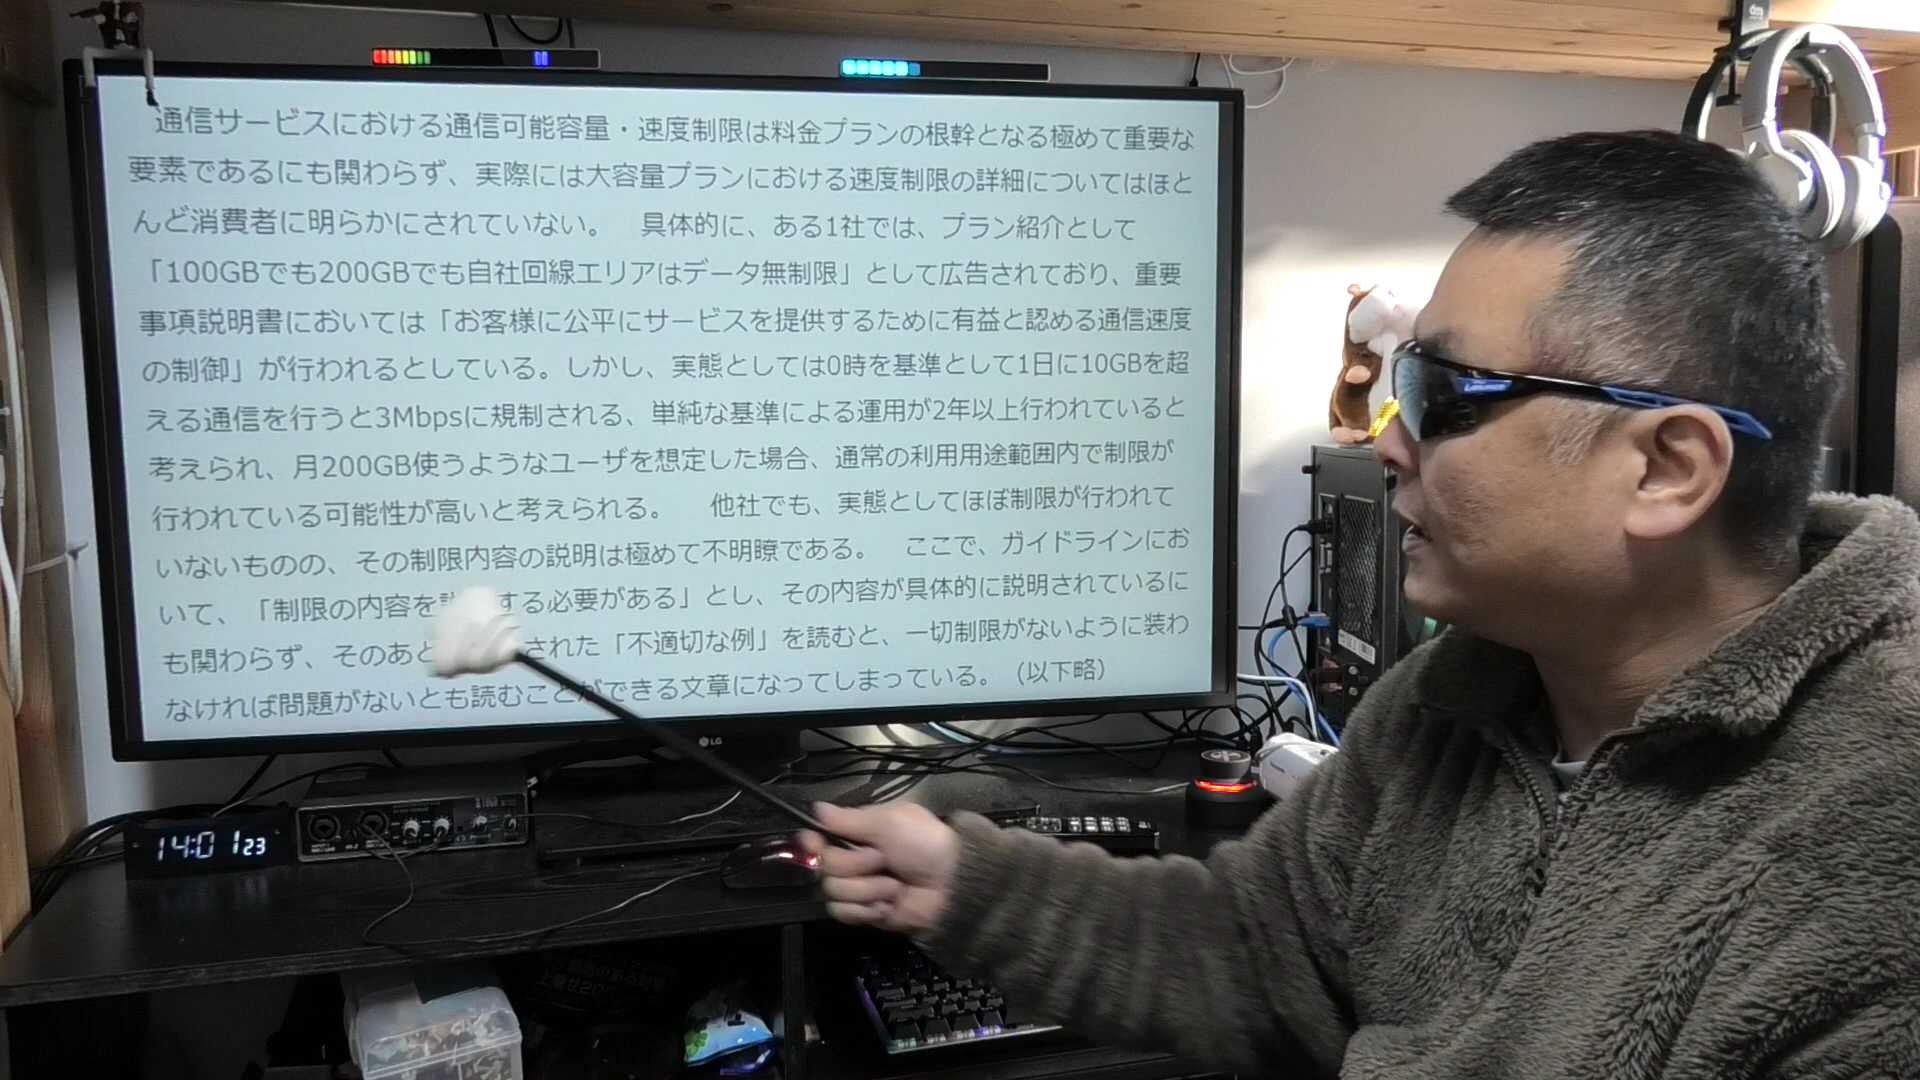 通信サービスにおける通信可能容量・速度制限は料金プランの根幹となる極めて重要な
要素であるにも関わらず、実際には大容量プランにおける速度制限の詳細についてはほと
んど消費者に明らかにされていない。　具体的に、ある1社では、プラン紹介として
「100GBでも200GBでも自社回線エリアはデータ無制限」として広告されており、重要
事項説明書においては「お客様に公平にサービスを提供するために有益と認める通信速度
の制御」が行われるとしている。しかし、実態としては0時を基準として1日に10GBを超
える通信を行うと3Mbpsに規制される、単純な基準による運用が2年以上行われていると
考えられ、月200GB使うようなユーザを想定した場合、通常の利用用途範囲内で制限が
行われている可能性が高いと考えられる。　他社でも、実態としてほぼ制限が行われて
いないものの、その制限内容の説明は極めて不明瞭である。　ここで、ガイドラインにお
いて、「制限の内容を する必要がある」とし、その内容が具体的に説明されているに
も関わらず、そのあと された「不適切な例」を読むと、一切制限がないように装わ
なければ問題がないとも読むことができる文章になってしまっている。（以下略）
LG
14:01 23